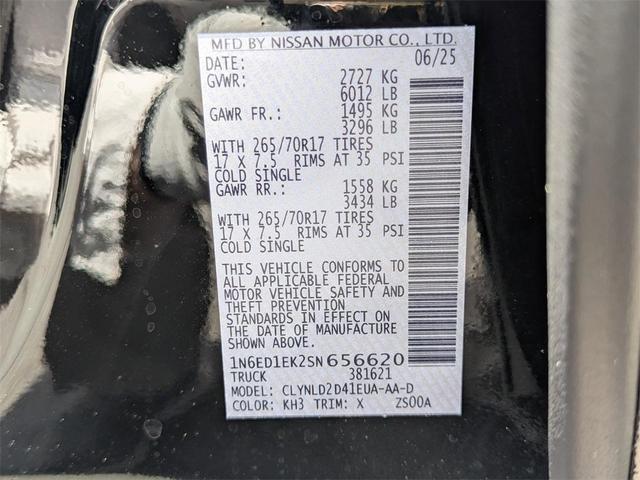 MFD BY NISSAN MOTOR CO., LTD.
DATE: 06/25
GVWR: 2727 KG
6012 LB
GAWR FR.: 1495 KG
3296 LB
WITH 265/70R17 TIRES
17 X 7.5 RIMS AT 35 PSI
COLD SINGLE
GAWR RR.: 1558 KG
3434 LB
WITH 265/70R17 TIRES
17 X 7.5 RIMS AT 35 PSI
COLD SINGLE
THIS VEHICLE CONFORMS TO
ALL APPLICABLE FEDERAL
MOTOR VEHICLE SAFETY AND
THEFT PREVENTION
STANDARDS IN EFFECT ON
THE DATE OF MANUFACTURE
SHOWN ABOVE.
1N6ED1EK2SN656620
TRUCK 381621
MODEL: CLYNLD2D41EUA-AA-D
COLOR: KH3 TRIM: X ZS00A